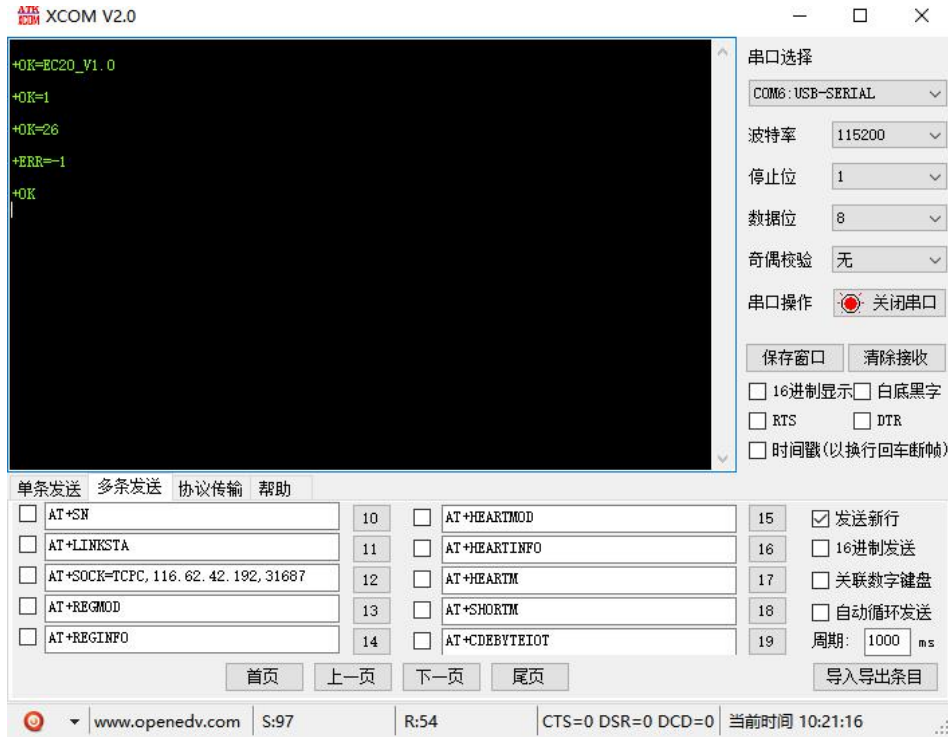 ATK XCOM XCOM V2.0
+OK=EC20_V1.0
+OK=1
+OK=26
+ERR=-1
+OK
串口选择
COM6:USB-SERIAL
波特率 115200
停止位 1
数据位 8
奇偶校验 无
串口操作 关闭串口
保存窗口 清除接收
16进制显示 白底黑字
RTS DTR
时间戳(以换行回车断帧)
单条发送 多条发送 协议传输 帮助
AT+SN 10 AT+HEARTMOD 15 发送新行
AT+LINKSTA 11 AT+HEARTINFO 16 16进制发送
AT+SOCK=TCPC,116.62.42.192,31687 12 AT+HEARTM 17 关联数字键盘
AT+REGMOD 13 AT+SHORTM 18 自动循环发送
AT+REGINFO 14 AT+CDEBYTEIOT 19 周期: 1000 ms
首页 上一页 下一页 尾页 导入导出条目
www.openedv.com S:97 R:54 CTS=0 DSR=0 DCD=0 当前时间 10:21:16